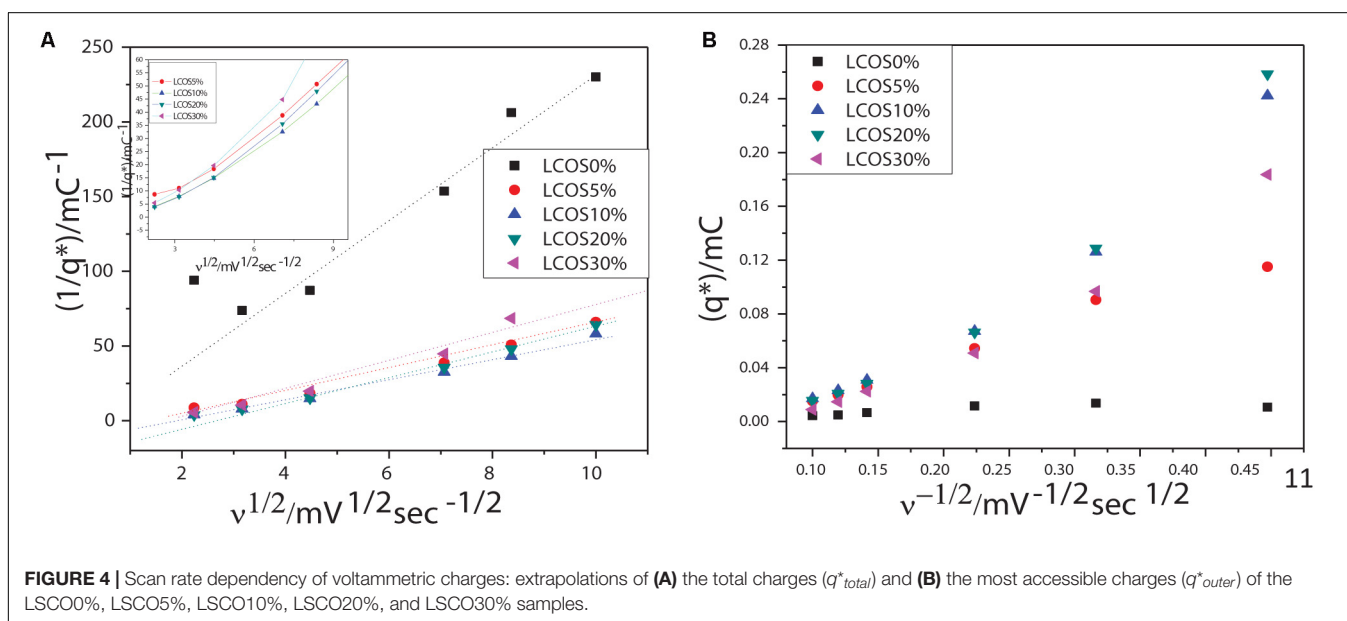 A
250
200
150
100
50
0
(1/q*)/mC⁻¹
2
4
6
8
10
ν^1/2/mV^1/2sec^-1/2
LCOS0%
LCOS5%
LCOS10%
LCOS20%
LCOS30%
60
55
50
45
40
35
30
25
20
15
10
5
0
(1/q*)/mC⁻¹
LCOS5%
LCOS10%
LCOS20%
LCOS30%
3
6
9
ν^1/2/mV^1/2sec^-1/2
B
0.28
0.24
0.20
0.16
0.12
0.08
0.04
0.00
(q*)/mC
LCOS0%
LCOS5%
LCOS10%
LCOS20%
LCOS30%
0.10
0.15
0.20
0.25
0.30
0.35
0.40
0.45
11
ν^-1/2/mV^-1/2sec^1/2
FIGURE 4 | Scan rate dependency of voltammetric charges: extrapolations of (A) the total charges (q*total) and (B) the most accessible charges (q*outer) of the
LSCO0%, LSCO5%, LSCO10%, LSCO20%, and LSCO30% samples.